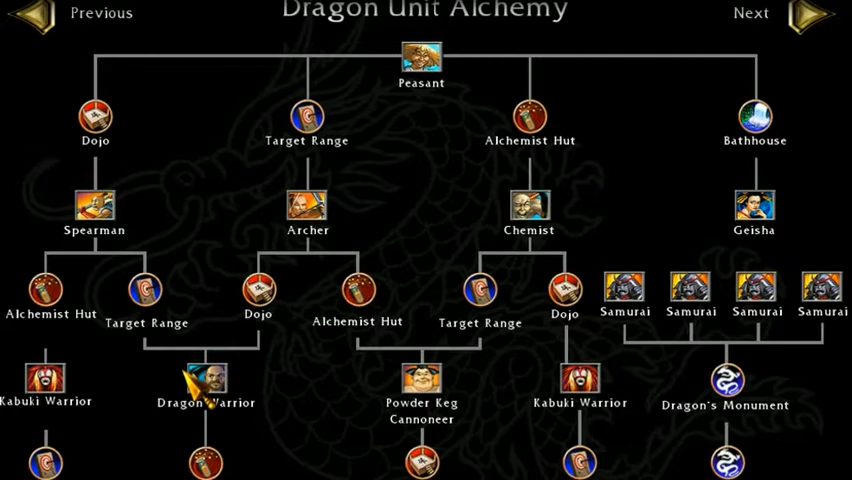 Dragon Unit Alchemy
Previous
Next
Peasant
Dojo
Target Range
Alchemist Hut
Bathhouse
Spearman
Archer
Chemist
Geisha
Alchemist Hut
Target Range
Dojo
Alchemist Hut
Target Range
Dojo
Samurai
Samurai
Samurai
Samurai
Kabuki Warrior
Dragon Warrior
Powder Keg
Cannoneer
Kabuki Warrior
Dragon's Monument